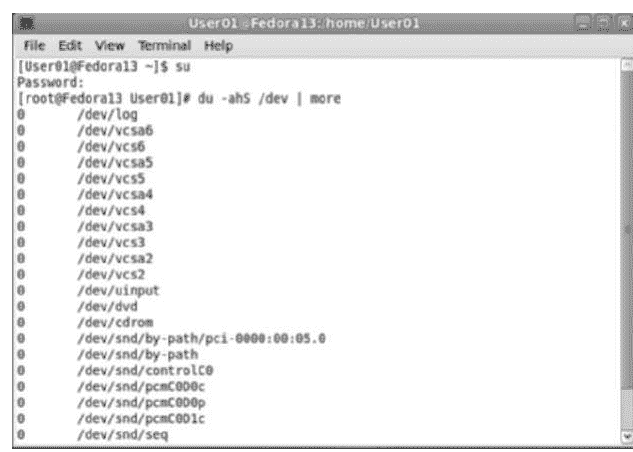 User01@Fedora13:/home/User01
File Edit View Terminal Help
[User01@Fedora13 ~]$ su
Password:
[root@Fedora13 User01]# du -ahS /dev | more
0 /dev/log
0 /dev/vcsa6
0 /dev/vcs6
0 /dev/vcsa5
0 /dev/vcs5
0 /dev/vcsa4
0 /dev/vcs4
0 /dev/vcsa3
0 /dev/vcs3
0 /dev/vcsa2
0 /dev/vcs2
0 /dev/uinput
0 /dev/dvd
0 /dev/cdrom
0 /dev/snd/by-path/pci-0000:00:05.0
0 /dev/snd/by-path
0 /dev/snd/controlC0
0 /dev/snd/pcmC0D0c
0 /dev/snd/pcmC0D0p
0 /dev/snd/pcmC0D1c
0 /dev/snd/seq